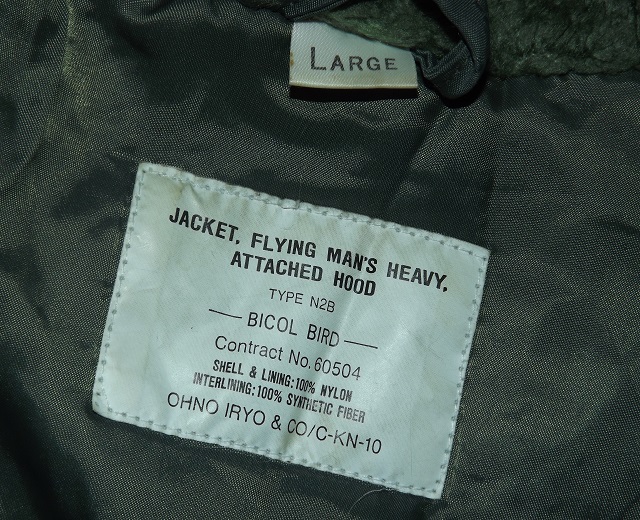 LARGE
JACKET, FLYING MAN'S HEAVY,
ATTACHED HOOD
TYPE N2B
— BICOL BIRD —
Contract No. 60504
SHELL & LINING:100% NYLON
INTERLINING:100% SYNTHETIC FIBER
OHNO IRYO & CO/C-KN-10